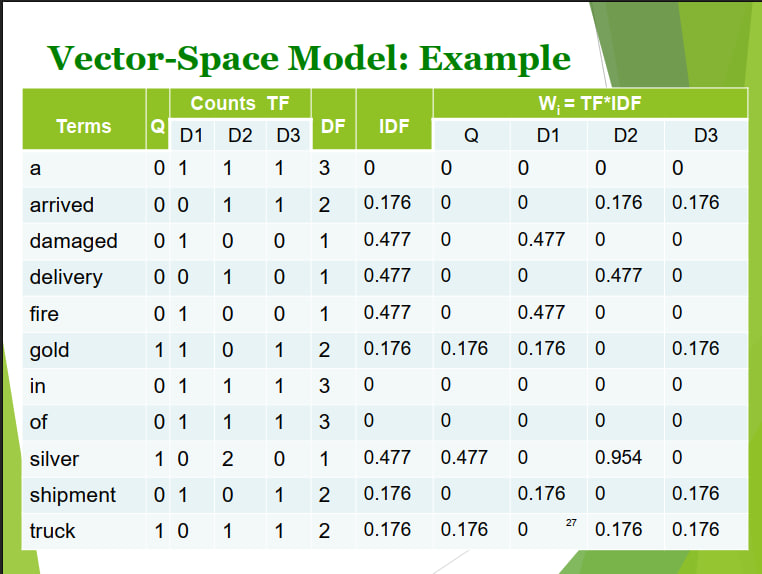 Vector-Space Model: Example
Terms Q Counts TF DF IDF Wi = TF*IDF
D1 D2 D3 Q D1 D2 D3
a 0 1 1 1 3 0 0 0 0 0
arrived 0 0 1 1 2 0.176 0 0 0.176 0.176
damaged 0 1 0 0 1 0.477 0 0.477 0 0
delivery 0 0 1 0 1 0.477 0 0 0.477 0
fire 0 1 0 0 1 0.477 0 0.477 0 0
gold 1 1 0 1 2 0.176 0.176 0.176 0 0.176
in 0 1 1 1 3 0 0 0 0 0
of 0 1 1 1 3 0 0 0 0 0
silver 1 0 2 0 1 0.477 0.477 0 0.954 0
shipment 0 1 0 1 2 0.176 0 0.176 0 0.176
truck 1 0 1 1 2 0.176 0.176 0 27 0.176 0.176